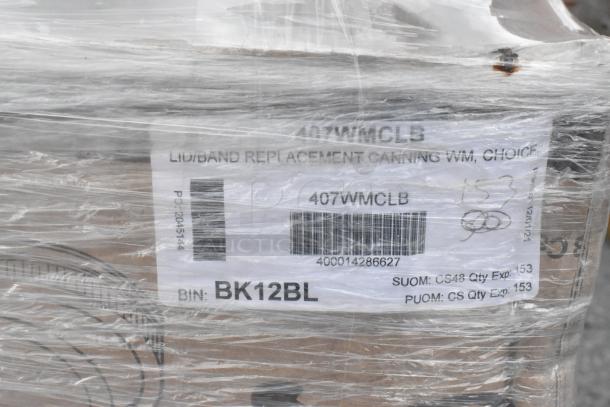 407WMCLB
LID/BAND REPLACEMENT CANNING WM, CHOICE
407WMCLB
153
400014286627
SUOM: CS48 Qty Exp: 153
PUOM: CS Qty Exp: 153
BIN: BK12BL